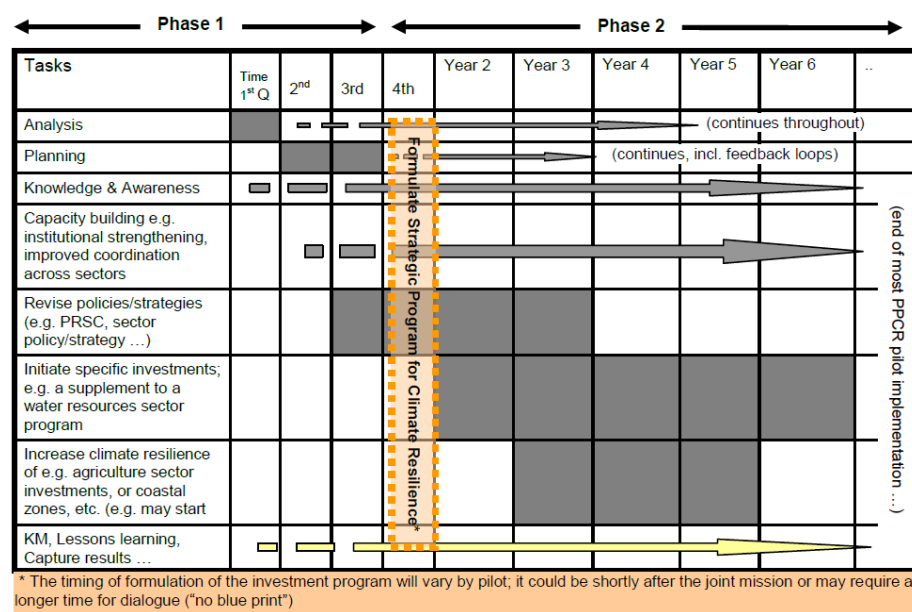 Phase 1
Phase 2
Tasks
Time
1st Q
2nd
3rd
4th
Year 2
Year 3
Year 4
Year 5
Year 6
..
Analysis
(continues throughout)
Planning
(continues, incl. feedback loops)
Knowledge & Awareness
Capacity building e.g.
institutional strengthening,
improved coordination
across sectors
Revise policies/strategies
(e.g. PRSC, sector
policy/strategy …)
Initiate specific investments;
e.g. a supplement to a
water resources sector
program
Increase climate resilience
of e.g. agriculture sector
investments, or coastal
zones, etc. (e.g. may start
KM, Lessons learning,
Capture results …
Formulate Strategic Program for Climate Resilience*
(end of most PPCR pilot implementation …)
* The timing of formulation of the investment program will vary by pilot; it could be shortly after the joint mission or may require a
longer time for dialogue (“no blue print”)